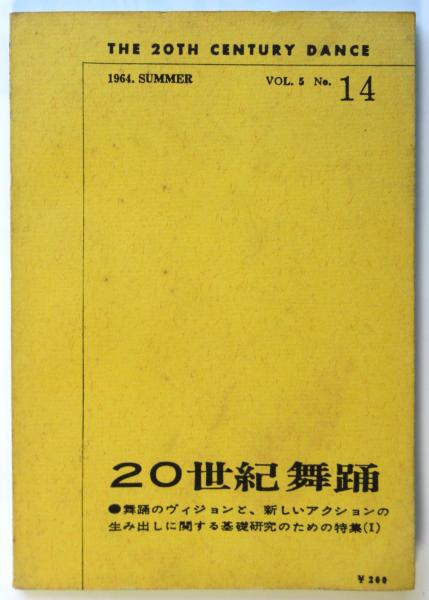 THE 20TH CENTURY DANCE
1964. SUMMER VOL. 5 No. 14
20世紀舞踊
●舞踊のヴィジョンと、新しいアクションの
生み出しに関する基礎研究のための特集(I)
¥200